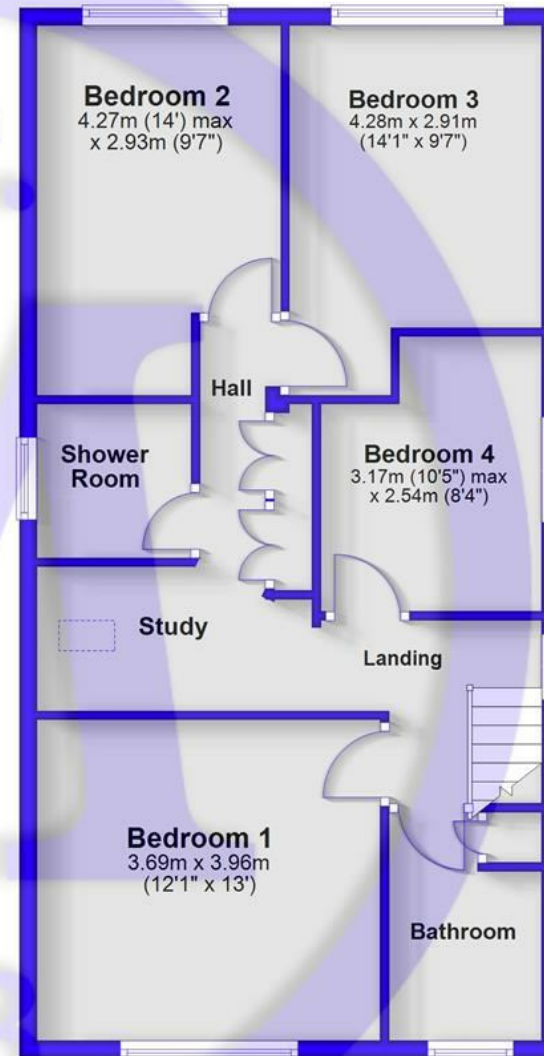 Bedroom 2
4.27m (14') max
x 2.93m (9'7")
Bedroom 3
4.28m x 2.91m
(14'1" x 9'7")
Hall
Shower
Room
Bedroom 4
3.17m (10'5") max
x 2.54m (8'4")
Study
Landing
Bedroom 1
3.69m x 3.96m
(12'1" x 13')
Bathroom